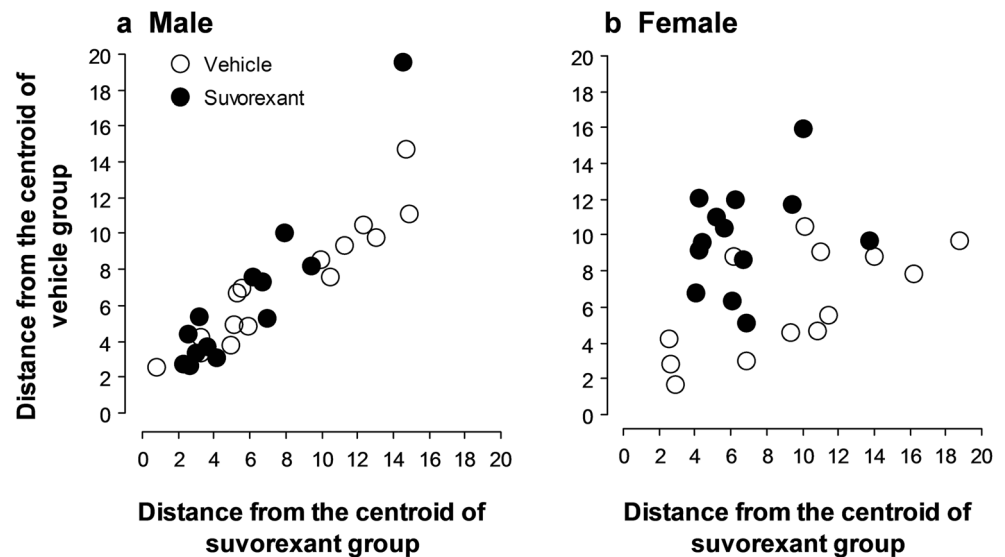 a Male
b Female
Vehicle
Suvorexant
Distance from the centroid of
vehicle group
20
18
16
14
12
10
8
6
4
2
0
0 2 4 6 8 10 12 14 16 18 20
Distance from the centroid of
suvorexant group
20
18
16
14
12
10
8
6
4
2
0
0 2 4 6 8 10 12 14 16 18 20
Distance from the centroid of
suvorexant group